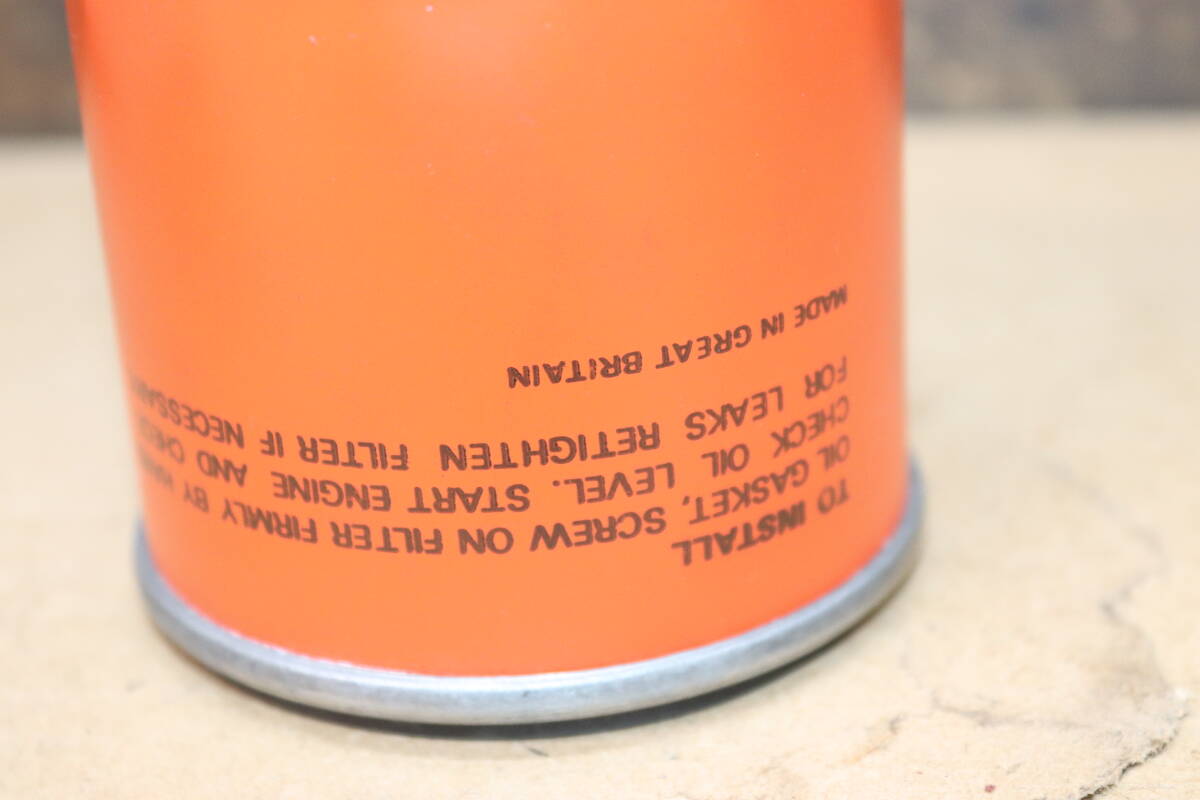 TO INSTALL
OIL GASKET, SCREW ON FILTER FIRMLY BY
CHECK OIL LEVEL. START ENGINE AND
FOR LEAKS RETIGHTEN FILTER IF
MADE IN GREAT BRITAIN